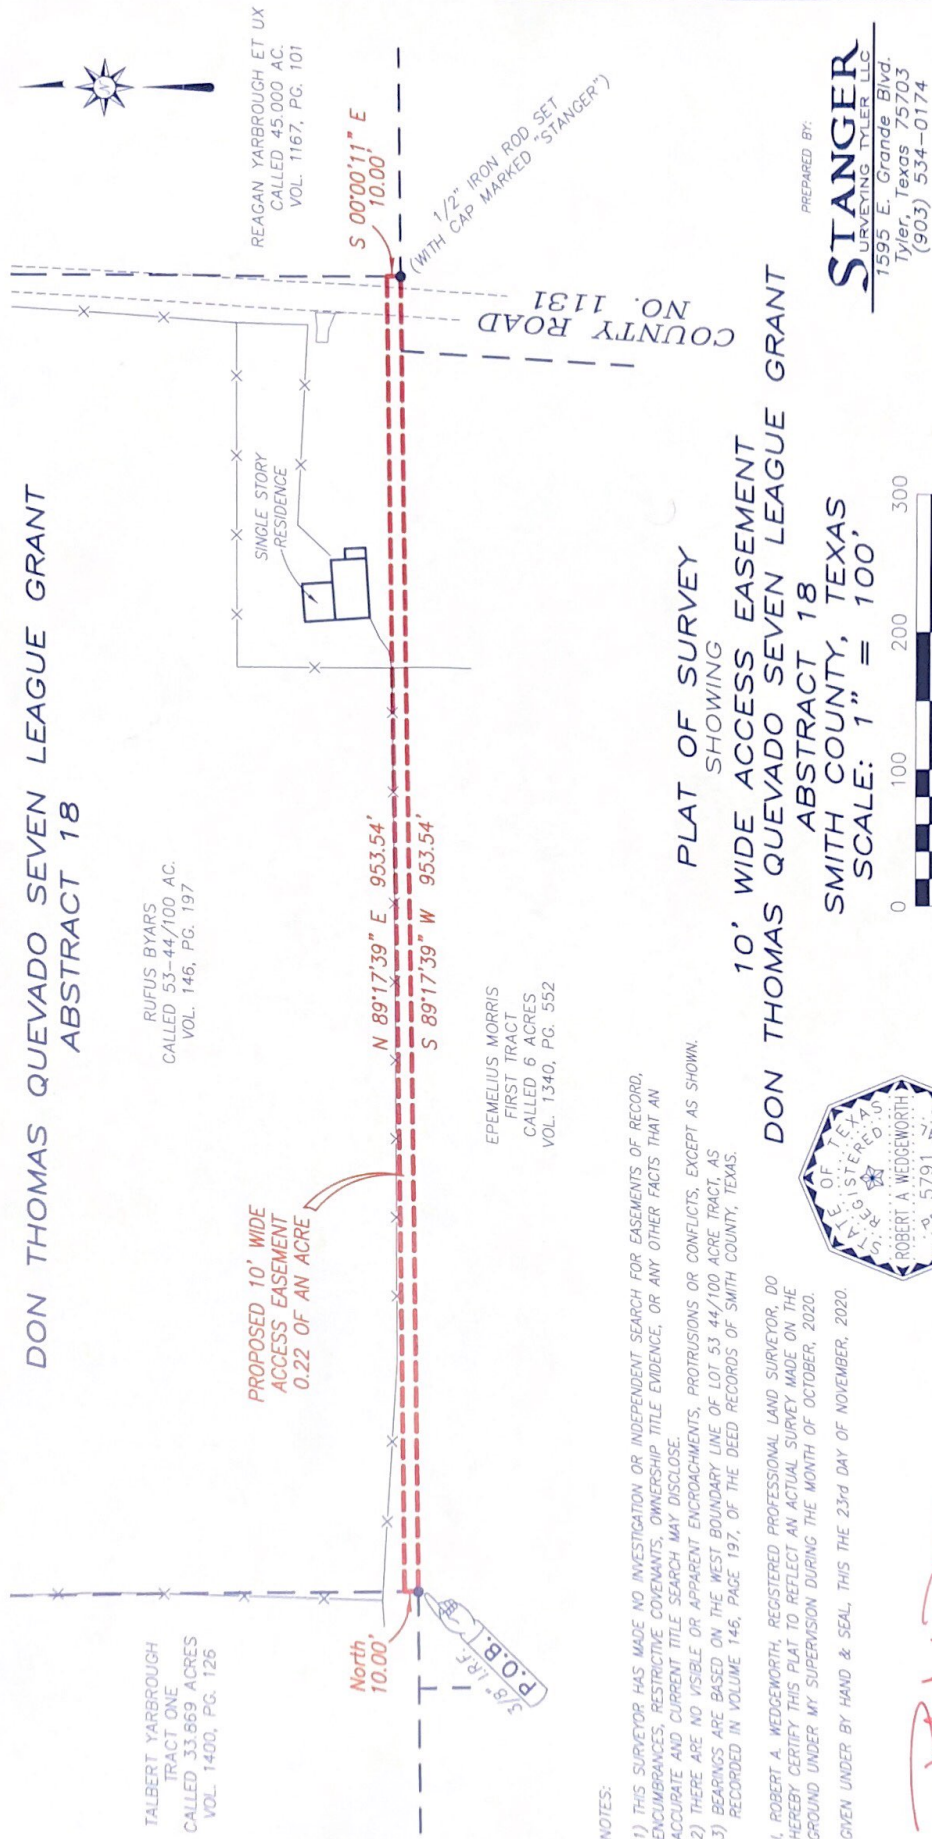 DON THOMAS QUEVADO SEVEN LEAGUE GRANT
ABSTRACT 18
N
REAGAN YARBROUGH ET UX
CALLED 45.000 AC.
VOL. 1167, PG. 101
TALBERT YARBROUGH
TRACT ONE
CALLED 33.869 ACRES
VOL. 1400, PG. 126
RUFUS BYARS
CALLED 53-44/100 AC.
VOL. 146, PG. 197
SINGLE STORY
RESIDENCE
PROPOSED 10' WIDE
ACCESS EASEMENT
0.22 OF AN ACRE
North
10.00'
N 89°17'39" E 953.54'
S 89°17'39" W 953.54'
S 00°00'11" E
10.00'
1/2" IRON ROD SET
(WITH CAP MARKED "STANGER")
COUNTY ROAD
NO. 1131
3/8" I.R.F.
P.O.B.
EPEMELIUS MORRIS
FIRST TRACT
CALLED 6 ACRES
VOL. 1340, PG. 552
NOTES:
1) THIS SURVEYOR HAS MADE NO INVESTIGATION OR INDEPENDENT SEARCH FOR EASEMENTS OF RECORD,
ENCUMBRANCES, RESTRICTIVE COVENANTS, OWNERSHIP TITLE EVIDENCE, OR ANY OTHER FACTS THAT AN
ACCURATE AND CURRENT TITLE SEARCH MAY DISCLOSE.
2) THERE ARE NO VISIBLE OR APPARENT ENCROACHMENTS, PROTRUSIONS OR CONFLICTS, EXCEPT AS SHOWN.
3) BEARINGS ARE BASED ON THE WEST BOUNDARY LINE OF LOT 53 44/100 ACRE TRACT, AS
RECORDED IN VOLUME 146, PAGE 197, OF THE DEED RECORDS OF SMITH COUNTY, TEXAS.
I, ROBERT A. WEDGEWORTH, REGISTERED PROFESSIONAL LAND SURVEYOR, DO
HEREBY CERTIFY THIS PLAT TO REFLECT AN ACTUAL SURVEY MADE ON THE
GROUND UNDER MY SUPERVISION DURING THE MONTH OF OCTOBER, 2020.
GIVEN UNDER BY HAND & SEAL, THIS THE 23rd DAY OF NOVEMBER, 2020.
STATE OF TEXAS
REGISTERED
ROBERT A WEDGEWORTH
5791
PLAT OF SURVEY
SHOWING
10' WIDE ACCESS EASEMENT
DON THOMAS QUEVADO SEVEN LEAGUE GRANT
ABSTRACT 18
SMITH COUNTY, TEXAS
SCALE: 1" = 100'
0 100 200 300
PREPARED BY:
STANGER
SURVEYING TYLER LLC
1595 E. Grande Blvd.
Tyler, Texas 75703
(903) 534-0174